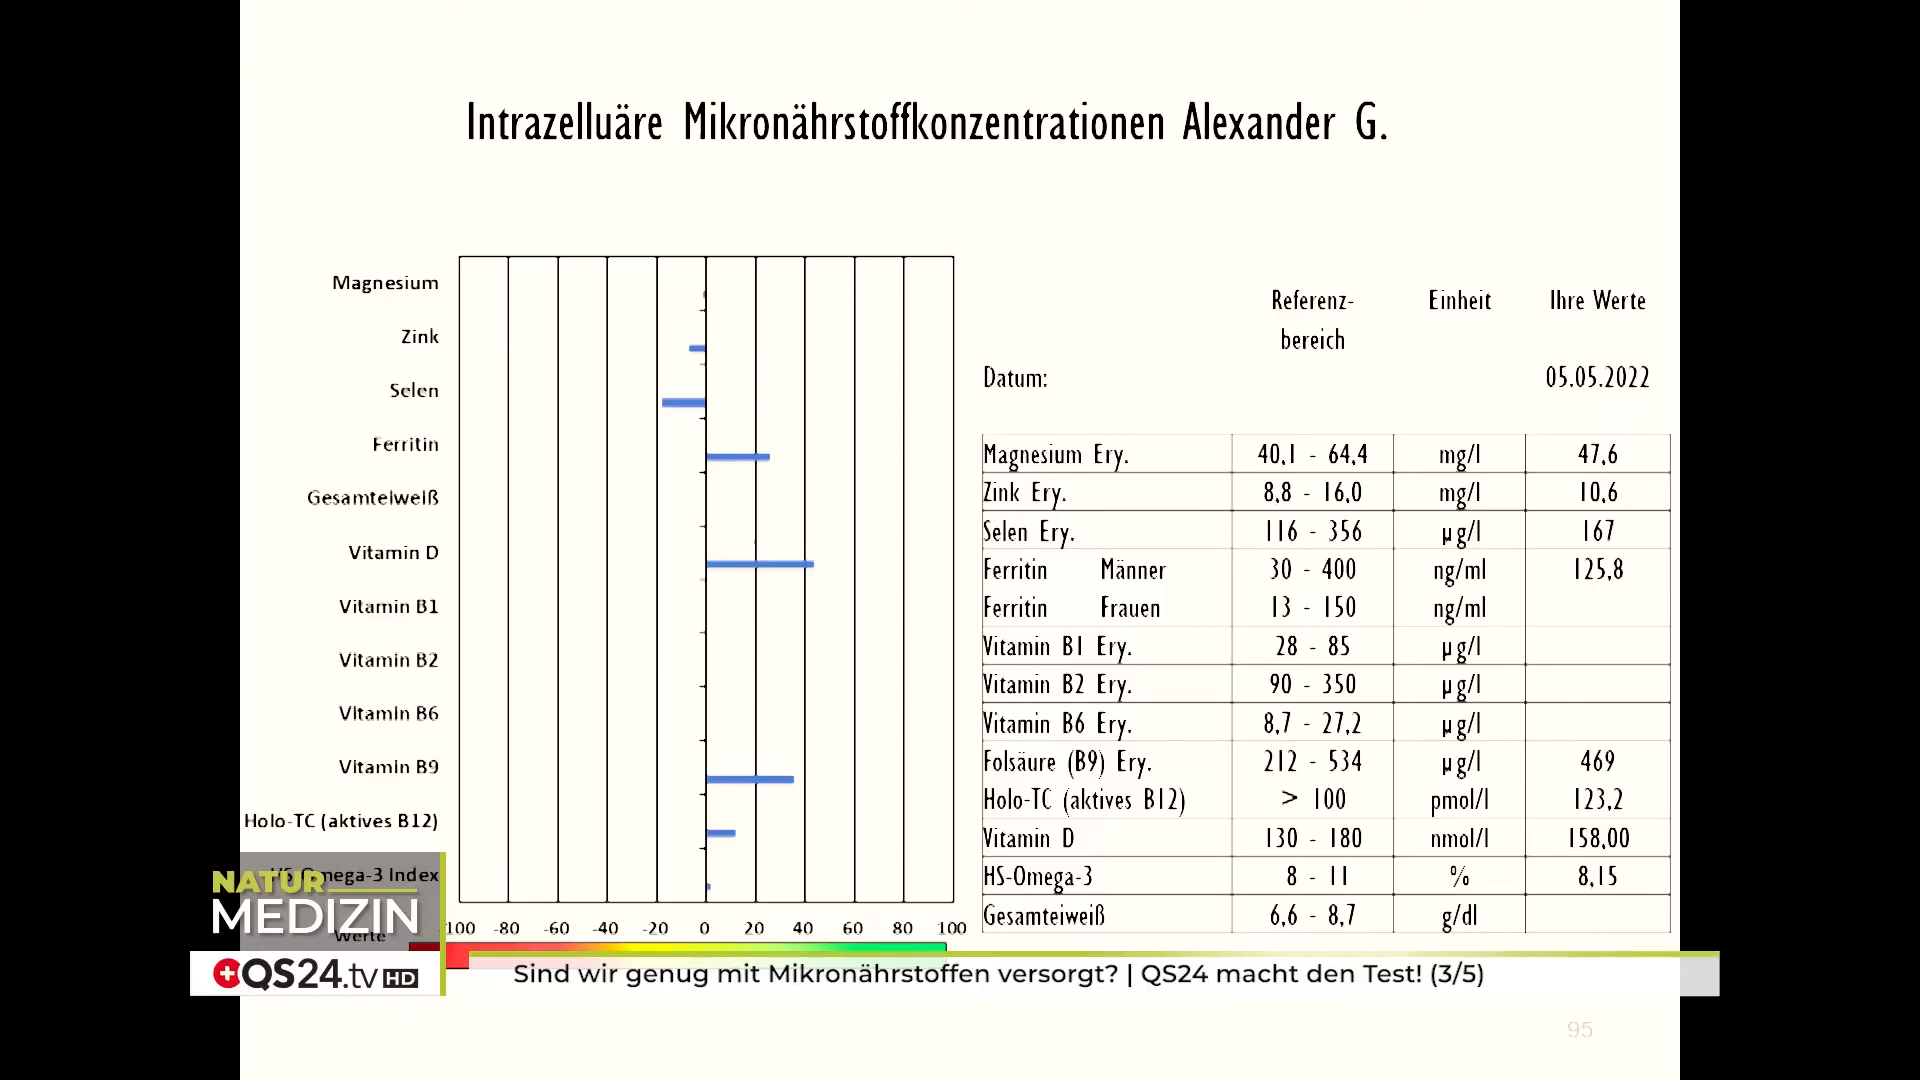 Intrazelluäre Mikronährstoffkonzentrationen Alexander G.
Magnesium
Zink
Selen
Ferritin
Gesamteiweiß
Vitamin D
Vitamin B1
Vitamin B2
Vitamin B6
Vitamin B9
Holo-TC (aktives B12)
HS-Omega-3 Index
Werte
-100 -80 -60 -40 -20 0 20 40 60 80 100
Referenz- Einheit Ihre Werte
bereich
Datum: 05.05.2022
Magnesium Ery. 40,1 - 64,4 mg/l 47,6
Zink Ery. 8,8 - 16,0 mg/l 10,6
Selen Ery. 116 - 356 µg/l 167
Ferritin Männer 30 - 400 ng/ml 125,8
Ferritin Frauen 13 - 150 ng/ml
Vitamin B1 Ery. 28 - 85 µg/l
Vitamin B2 Ery. 90 - 350 µg/l
Vitamin B6 Ery. 8,7 - 27,2 µg/l
Folsäure (B9) Ery. 212 - 534 µg/l 469
Holo-TC (aktives B12) > 100 pmol/l 123,2
Vitamin D 130 - 180 nmol/l 158,00
HS-Omega-3 8 - 11 % 8,15
Gesamteiweiß 6,6 - 8,7 g/dl
NATUR
MEDIZIN
QS24.tv HD
Sind wir genug mit Mikronährstoffen versorgt? | QS24 macht den Test! (3/5)
95